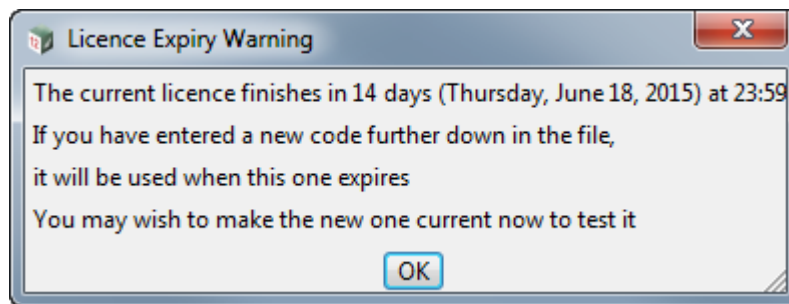 Licence Expiry Warning
The current licence finishes in 14 days (Thursday, June 18, 2015) at 23:59
If you have entered a new code further down in the file,
it will be used when this one expires
You may wish to make the new one current now to test it
OK